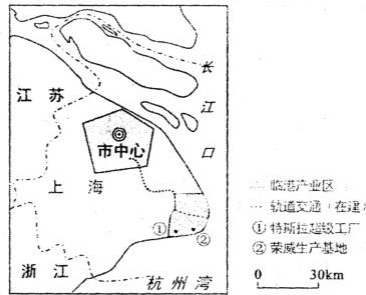 长
江
口
江 苏
市中心
上 海
①
②
浙 江
杭 州 湾
临港产业区
轨道交通（在建）
①特斯拉超级工厂
②荣威生产基地
0 30km